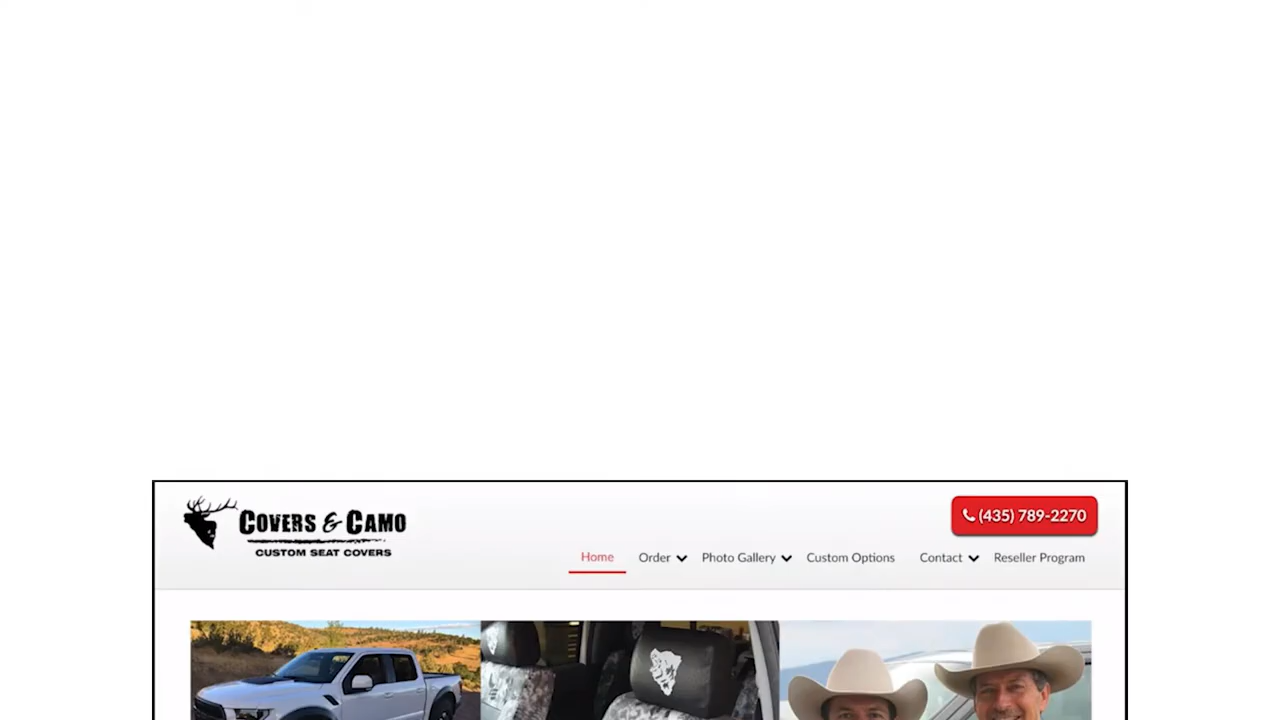 COVERS & CAMO
CUSTOM SEAT COVERS
(435) 789-2270
Home Order Photo Gallery Custom Options Contact Reseller Program